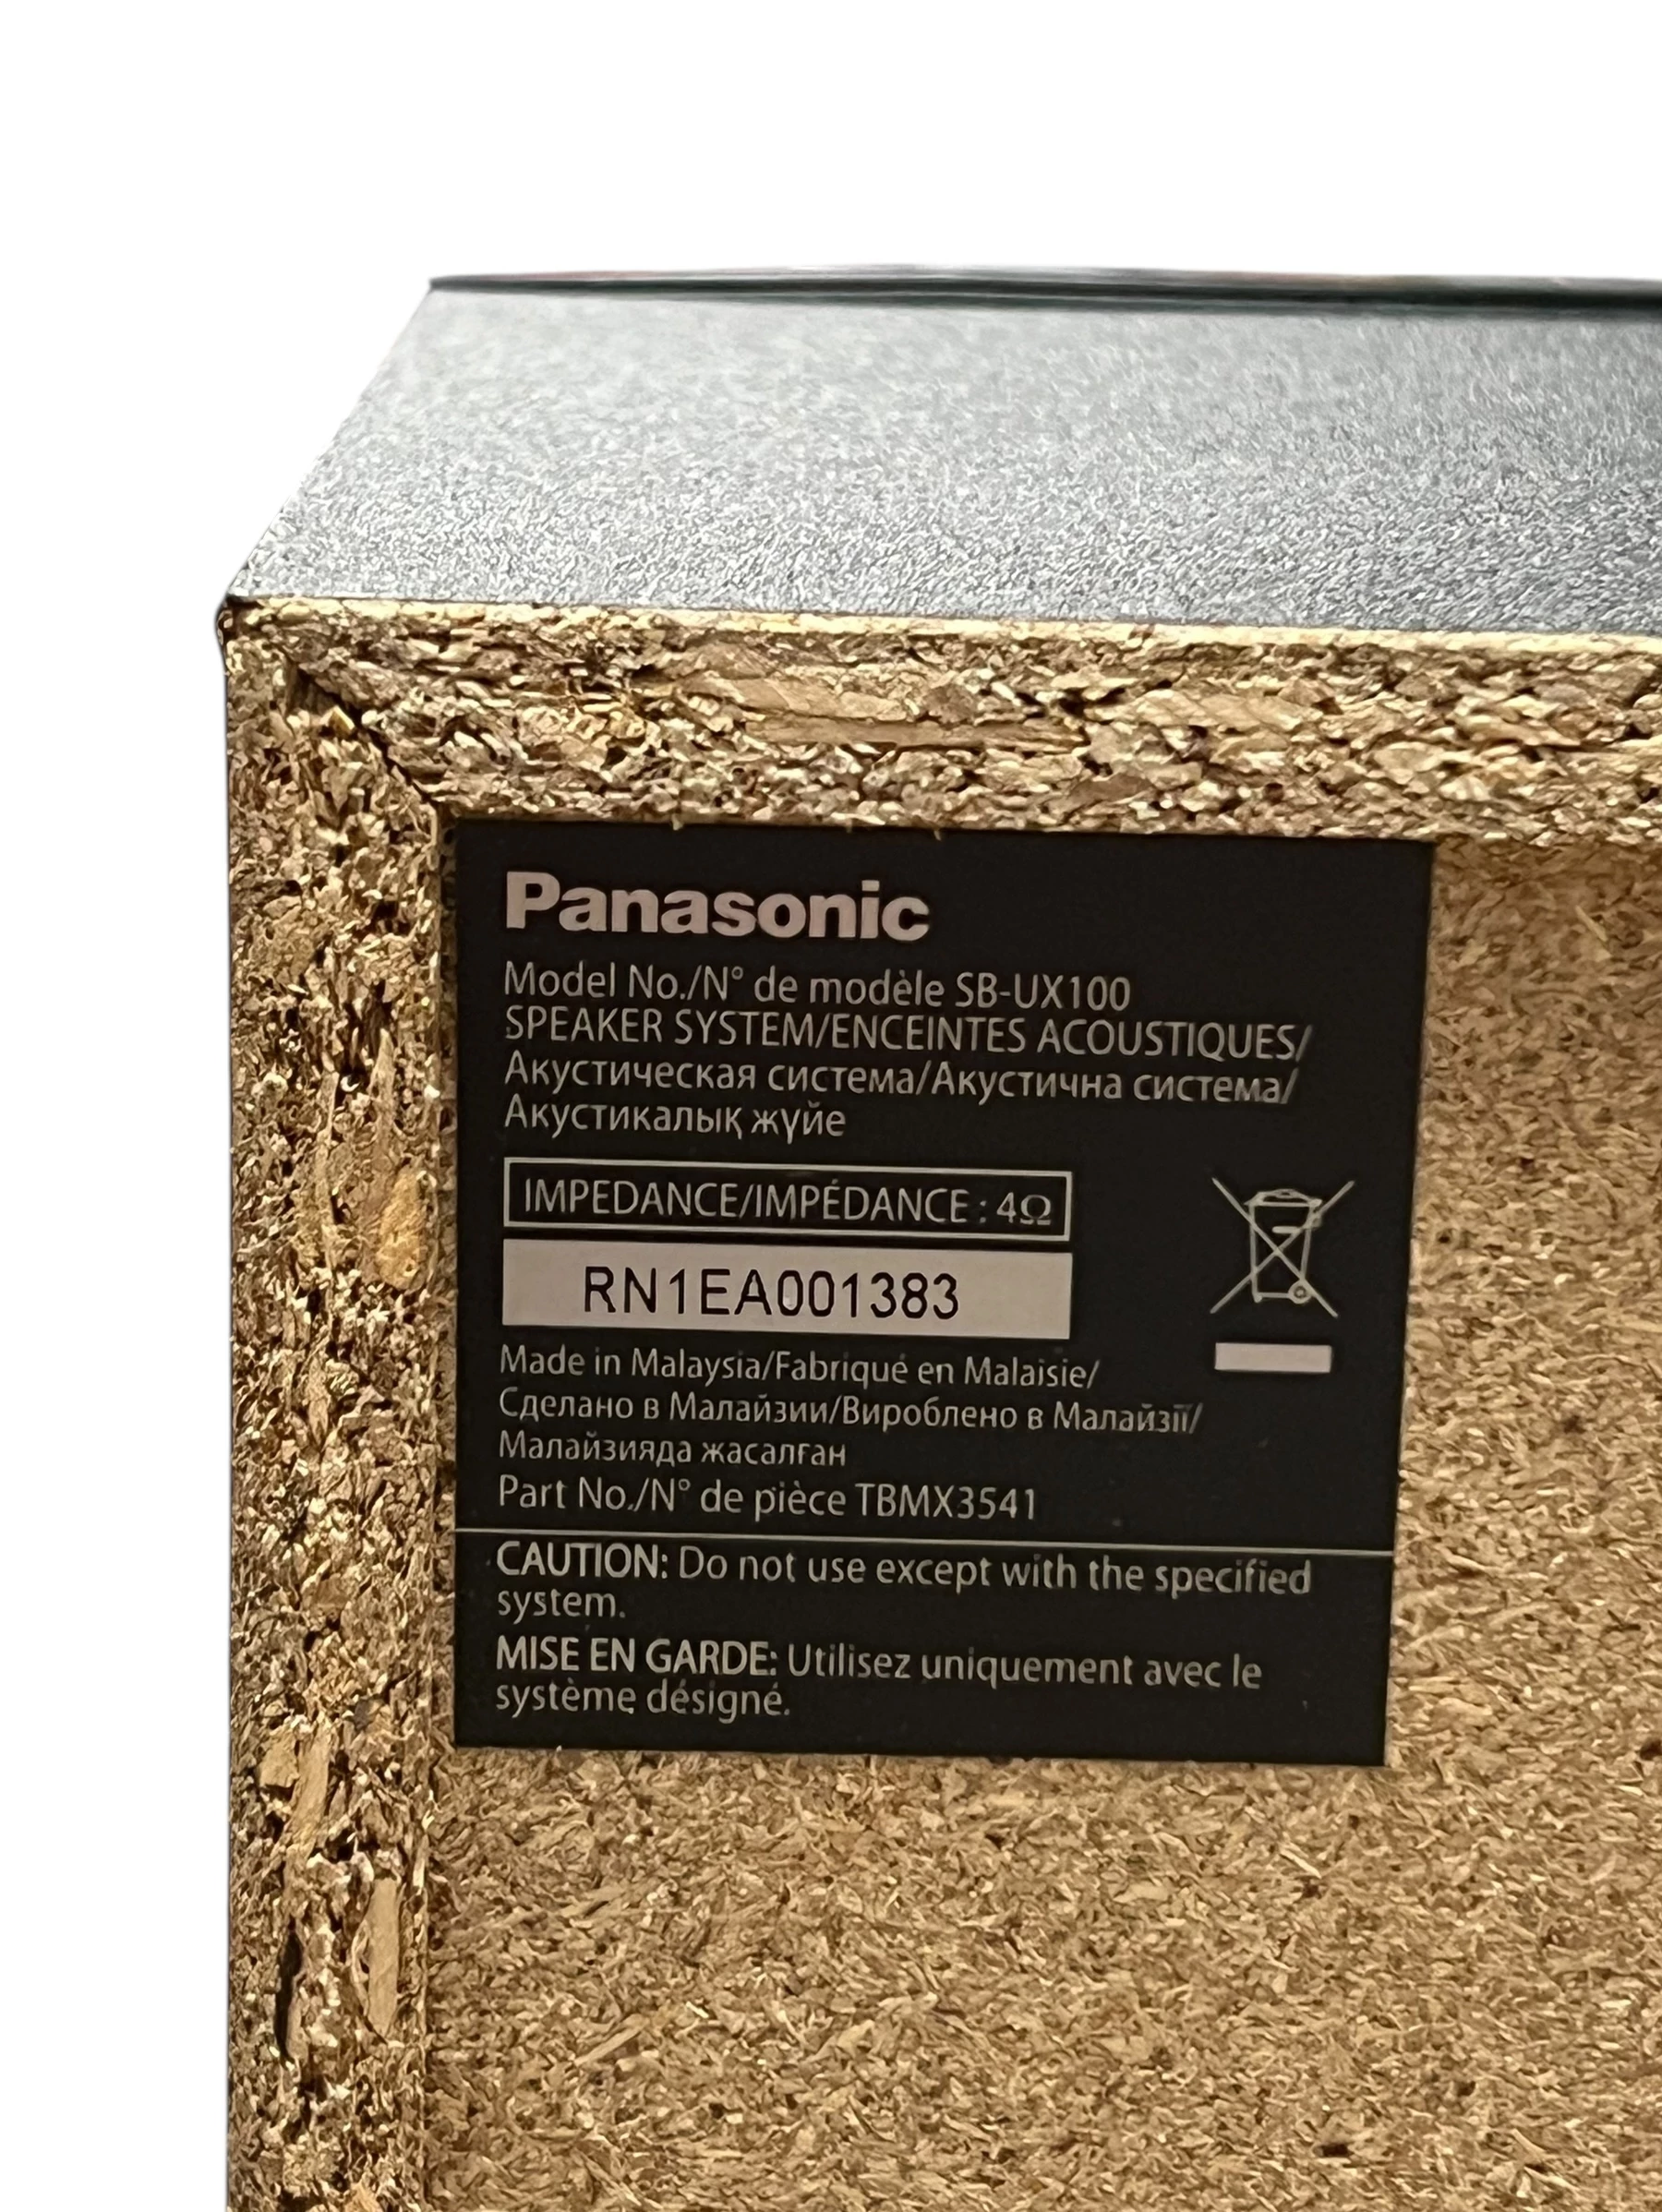 Panasonic
Model No./N° de modèle SB-UX100
SPEAKER SYSTEM/ENCEINTES ACOUSTIQUES/
Акустическая система/Акустична система/
Акустикалық жүйе
IMPEDANCE/IMPÉDANCE : 4Ω
RN1EA001383
Made in Malaysia/Fabriqué en Malaisie/
Сделано в Малайзии/Вироблено в Малайзії/
Малайзияда жасалған
Part No./N° de pièce TBMX3541
CAUTION: Do not use except with the specified
system.
MISE EN GARDE: Utilisez uniquement avec le
système désigné.